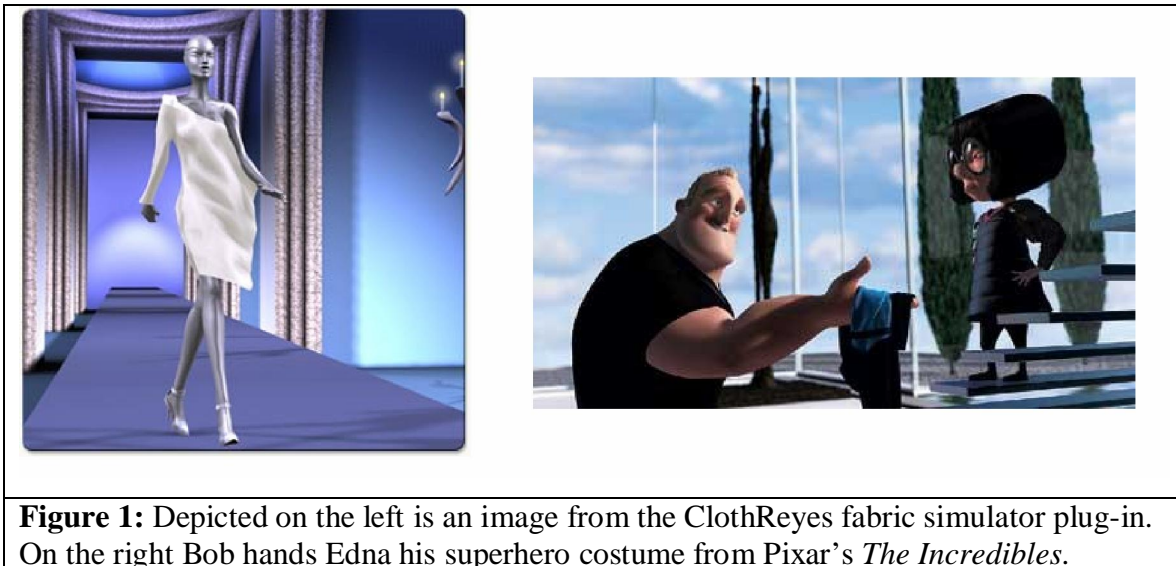 Figure 1: Depicted on the left is an image from the ClothReyes fabric simulator plug-in.
On the right Bob hands Edna his superhero costume from Pixar's The Incredibles.